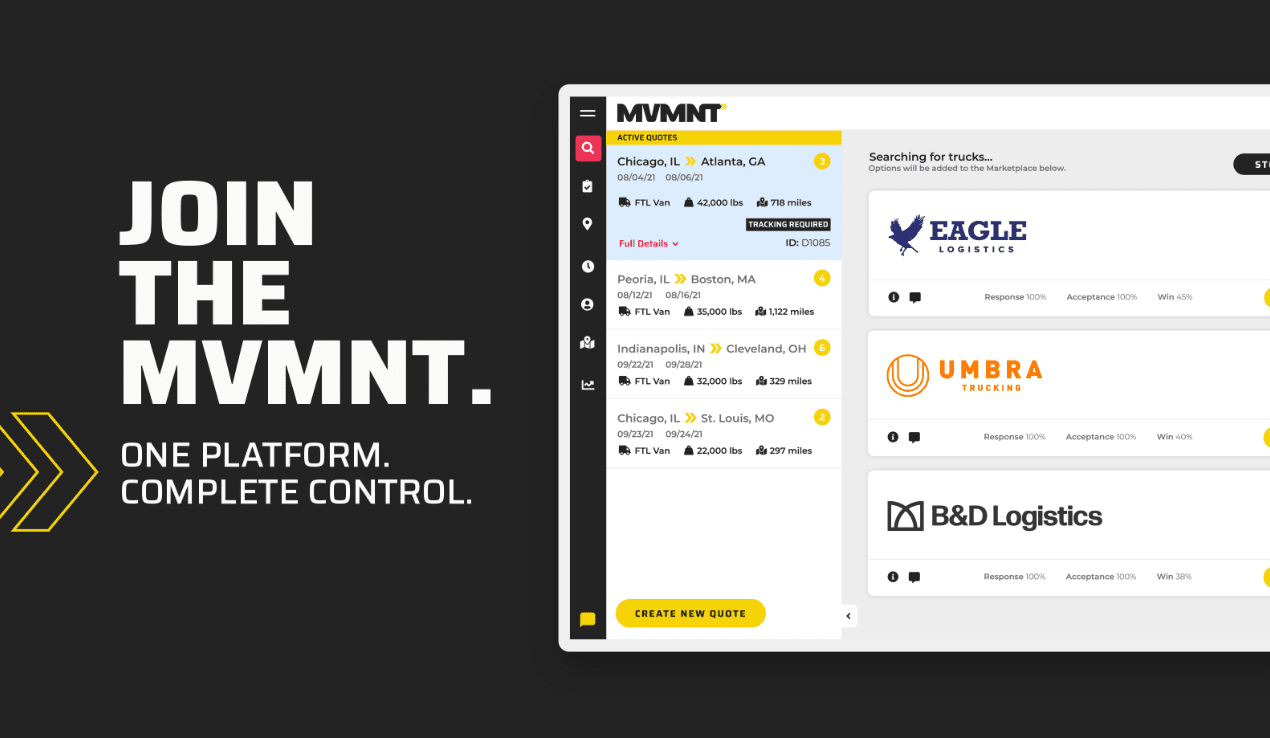 JOIN
THE
MVMNT.
ONE PLATFORM.
COMPLETE CONTROL.
MVMNT
ACTIVE QUOTES
Chicago, IL Atlanta, GA 3
08/04/21 08/06/21
FTL Van 42,000 lbs 718 miles
TRACKING REQUIRED
Full Details ID: D1085
Peoria, IL Boston, MA 4
08/12/21 08/16/21
FTL Van 35,000 lbs 1,122 miles
Indianapolis, IN Cleveland, OH 6
09/22/21 09/28/21
FTL Van 32,000 lbs 329 miles
Chicago, IL St. Louis, MO 2
09/23/21 09/24/21
FTL Van 22,000 lbs 297 miles
CREATE NEW QUOTE
Searching for trucks...
Options will be added to the Marketplace below.
EAGLE
LOGISTICS
Response 100% Acceptance 100% Win 45%
UMBRA
TRUCKING
Response 100% Acceptance 100% Win 40%
B&D Logistics
Response 100% Acceptance 100% Win 38%